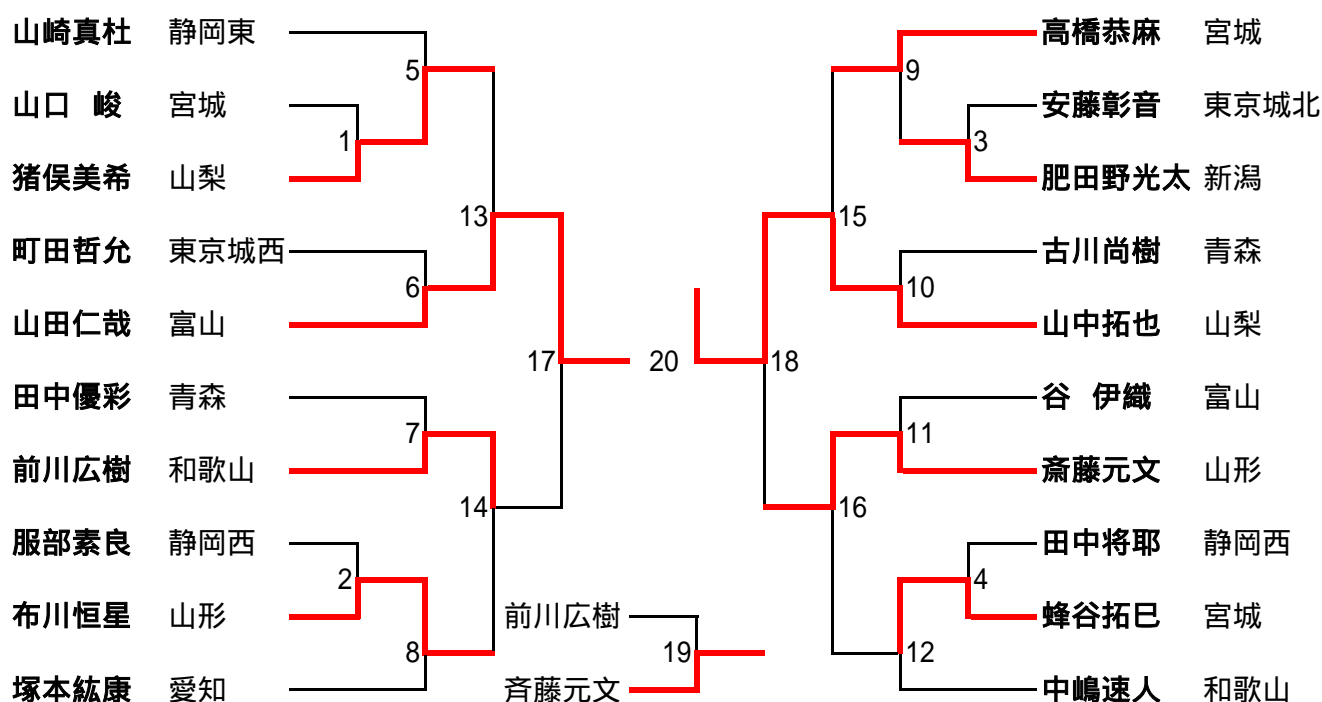 山崎真杜 静岡東
山口 峻 宮城
猪俣美希 山梨
町田哲允 東京城西
山田仁哉 富山
田中優彩 青森
前川広樹 和歌山
服部素良 静岡西
布川恒星 山形
塚本紘康 愛知
5
1
13
6
17
7
14
2
8
20
前川広樹
19
斉藤元文
9
3
15
10
18
11
16
4
12
高橋恭麻 宮城
安藤彰音 東京城北
肥田野光太 新潟
古川尚樹 青森
山中拓也 山梨
谷 伊織 富山
斎藤元文 山形
田中将耶 静岡西
蜂谷拓巳 宮城
中嶋速人 和歌山